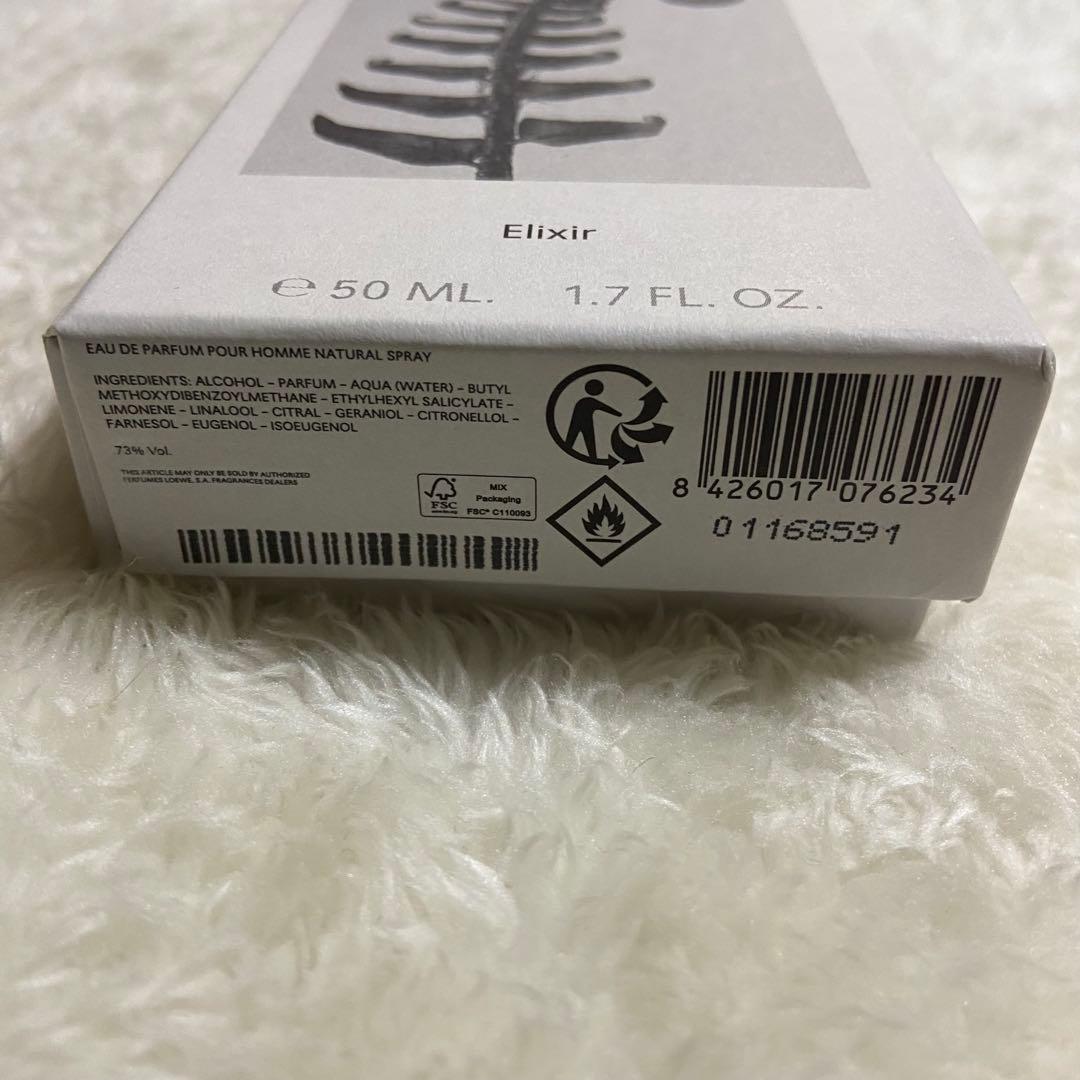 Elixir
℮ 50 ML. 1.7 FL. OZ.
EAU DE PARFUM POUR HOMME NATURAL SPRAY
INGREDIENTS: ALCOHOL – PARFUM – AQUA (WATER) – BUTYL
METHOXYDIBENZOYLMETHANE – ETHYLHEXYL SALICYLATE –
LIMONENE – LINALOOL – CITRAL – GERANIOL – CITRONELLOL –
FARNESOL – EUGENOL – ISOEUGENOL
73% Vol.
THIS ARTICLE MAY ONLY BE SOLD BY AUTHORIZED
PERFUMES LOEWE, S.A. FRAGRANCES DEALERS
FSC
MIX
Packaging
FSC® C110093
8 426017 076234
01168591